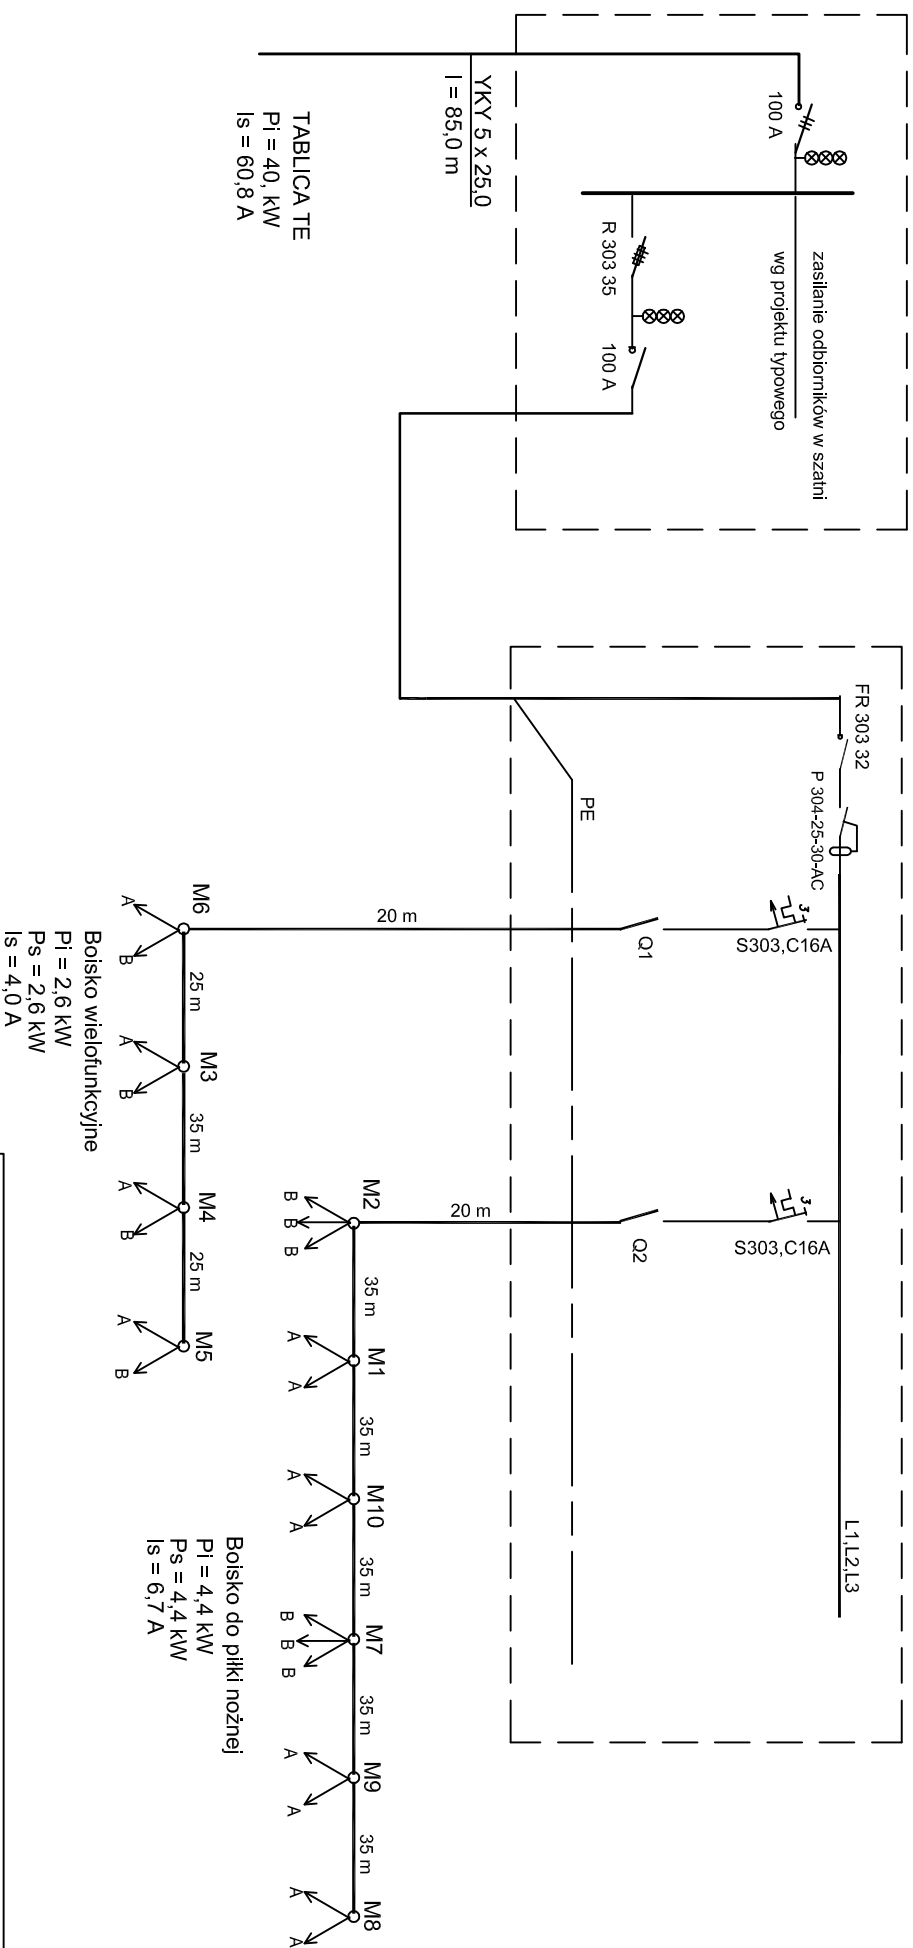 100 A
zasilanie odbiorników w szatni
wg projektu typowego
R 303 35
100 A
YKY 5 x 25,0
l = 85,0 m
TABLICA TE
Pi = 40, kW
Is = 60,8 A
FR 303 32
P 304-25-30-AC
PE
L1,L2,L3
3
S303,C16A
Q1
20 m
3
S303,C16A
Q2
20 m
M6
A
B
25 m
M3
A
B
35 m
M4
A
B
25 m
M5
A
B
Boisko wielofunkcyjne
Pi = 2,6 kW
Ps = 2,6 kW
Is = 4,0 A
M2
B
B
B
35 m
M1
A
A
35 m
M10
A
A
35 m
M7
B
B
B
35 m
M9
A
A
35 m
M8
A
A
Boisko do piłki nożnej
Pi = 4,4 kW
Ps = 4,4 kW
Is = 6,7 A